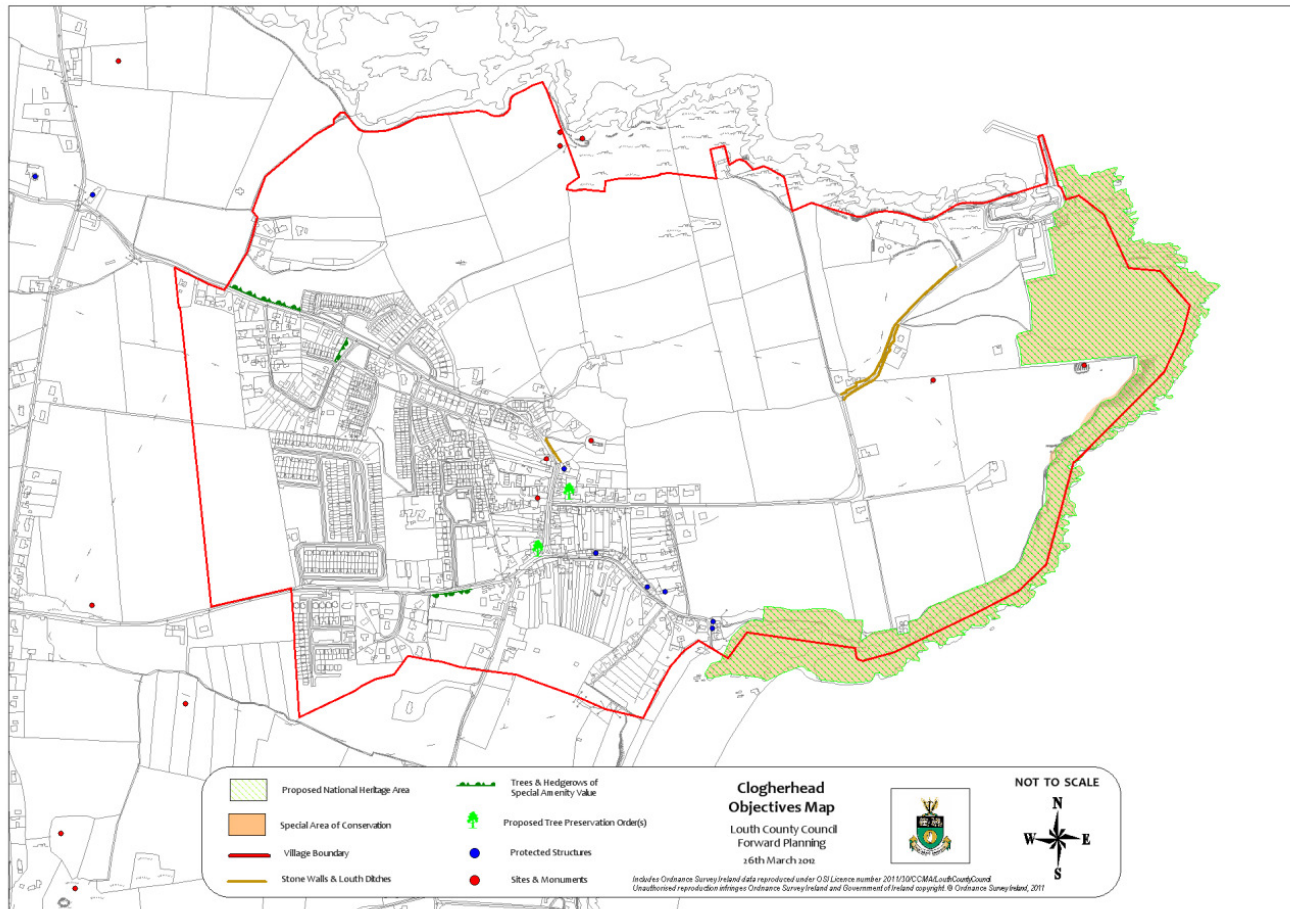 Proposed National Heritage Area
Special Area of Conservation
Village Boundary
Stone Walls & Louth Ditches
Trees & Hedgerows of
Special Amenity Value
Proposed Tree Preservation Order(s)
Protected Structures
Sites & Monuments
Clogherhead
Objectives Map
Louth County Council
Forward Planning
26th March 2012
NOT TO SCALE
N
W E
S
Includes Ordnance Survey Ireland data reproduced under OSI Licence number 2011/30/CCMA/LouthCountyCouncil
Unauthorised reproduction infringes Ordnance Survey Ireland and Government of Ireland copyright. © Ordnance Survey Ireland, 2011